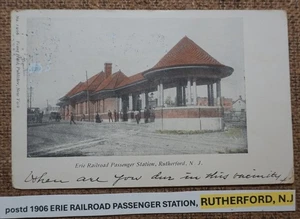 Erie Railroad Passenger Station, Rutherford, N. J.
When are you due in this vicinity
postd 1906 ERIE RAILROAD PASSENGER STATION, RUTHERFORD, N.J